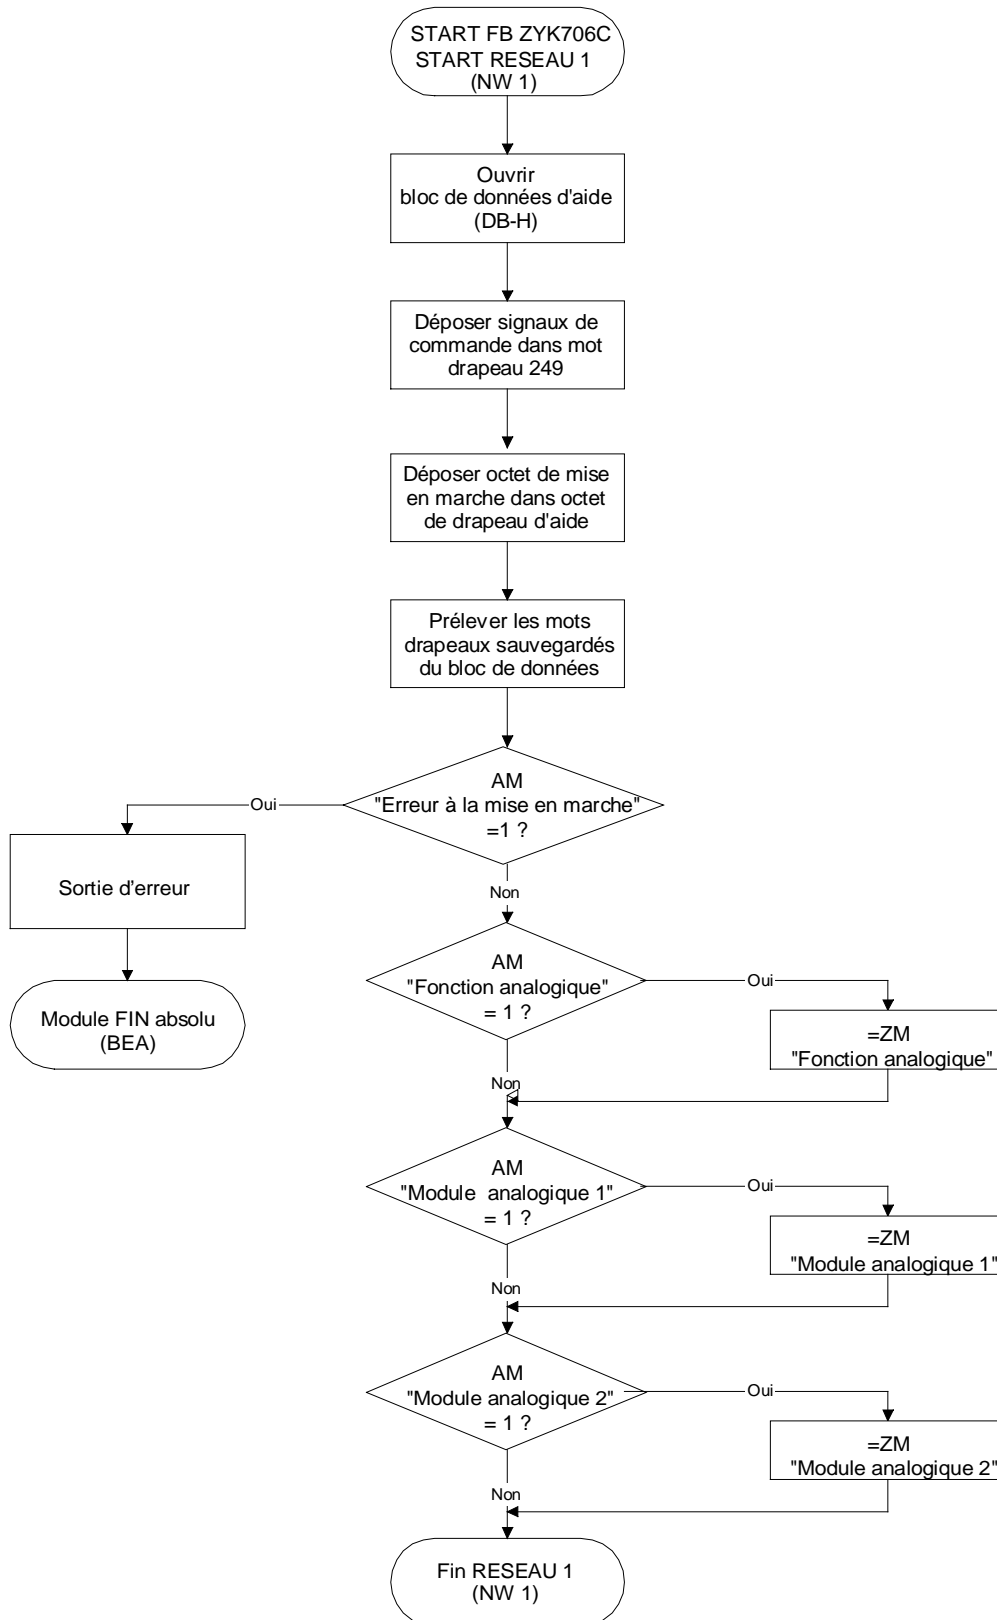 START FB ZYK706C
START RESEAU 1
(NW 1)
Ouvrir
bloc de données d'aide
(DB-H)
Déposer signaux de
commande dans mot
drapeau 249
Déposer octet de mise
en marche dans octet
de drapeau d'aide
Prélever les mots
drapeaux sauvegardés
du bloc de données
AM
"Erreur à la mise en marche"
=1 ?
Oui
Sortie d'erreur
Module FIN absolu
(BEA)
Non
AM
"Fonction analogique"
= 1 ?
Oui
=ZM
"Fonction analogique"
Non
AM
"Module  analogique 1"
= 1 ?
Oui
=ZM
"Module analogique 1"
Non
AM
"Module analogique 2"
= 1 ?
Oui
=ZM
"Module analogique 2"
Non
Fin RESEAU 1
(NW 1)